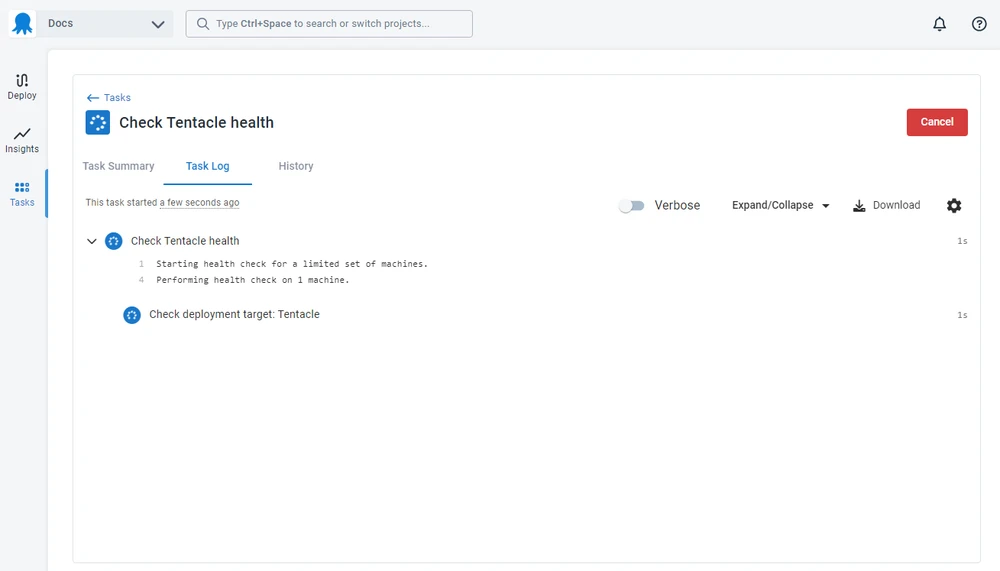 Docs
Type Ctrl+Space to search or switch projects...
Deploy
Insights
Tasks
Tasks
Check Tentacle health
Cancel
Task Summary
Task Log
History
This task started a few seconds ago
Verbose
Expand/Collapse
Download
Check Tentacle health
1s
1 Starting health check for a limited set of machines.
4 Performing health check on 1 machine.
Check deployment target: Tentacle
1s